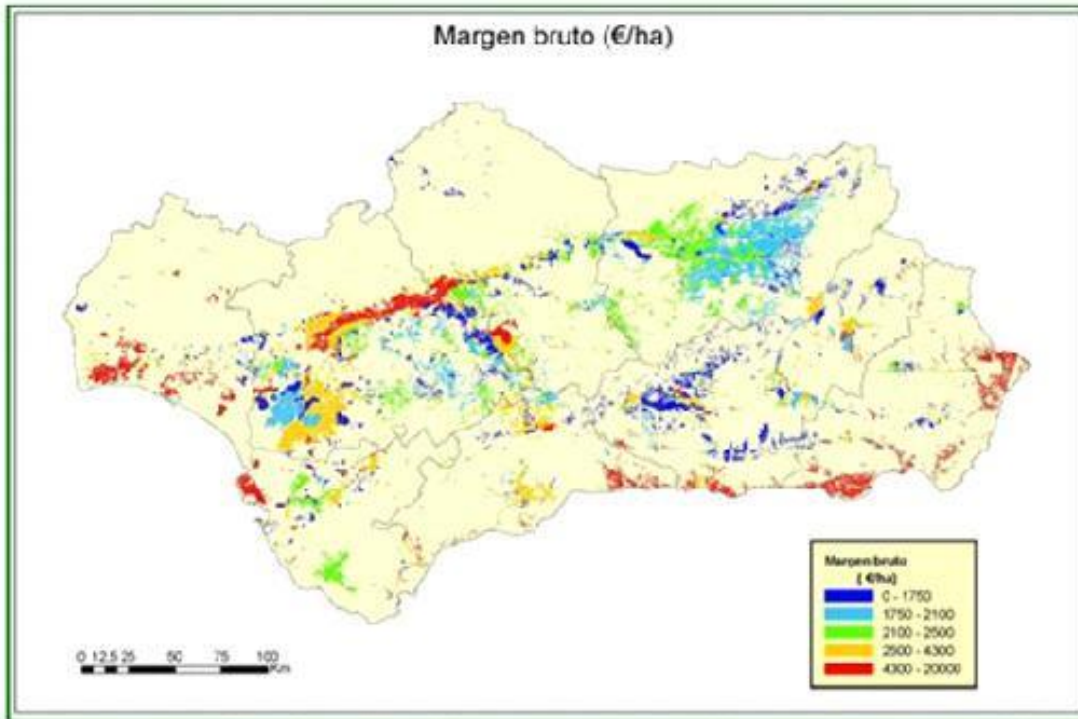 Margen bruto (€/ha)
Margen bruto
( €/ha)
0 - 1750
1750 - 2100
2100 - 2500
2500 - 4300
4300 - 20000
0 12,5 25 50 75 100
Km